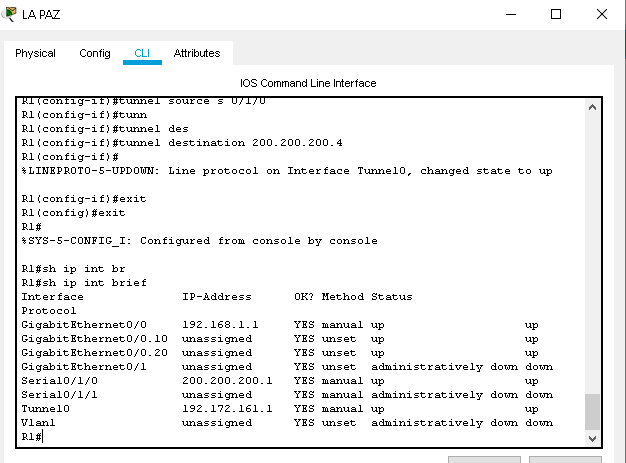 LA PAZ
Physical Config CLI Attributes
IOS Command Line Interface
R1(config-if)#tunnel source s 0/1/0
R1(config-if)#tunn
R1(config-if)#tunnel des
R1(config-if)#tunnel destination 200.200.200.4
R1(config-if)#
%LINEPROTO-5-UPDOWN: Line protocol on Interface Tunnel0, changed state to up
R1(config-if)#exit
R1(config)#exit
R1#
%SYS-5-CONFIG_I: Configured from console by console
R1#sh ip int br
R1#sh ip int brief
Interface IP-Address OK? Method Status
Protocol
GigabitEthernet0/0 192.168.1.1 YES manual up up
GigabitEthernet0/0.10 unassigned YES unset up up
GigabitEthernet0/0.20 unassigned YES unset up up
GigabitEthernet0/1 unassigned YES unset administratively down down
Serial0/1/0 200.200.200.1 YES manual up up
Serial0/1/1 unassigned YES unset administratively down down
Tunnel0 192.172.161.1 YES manual up up
Vlan1 unassigned YES unset administratively down down
R1#